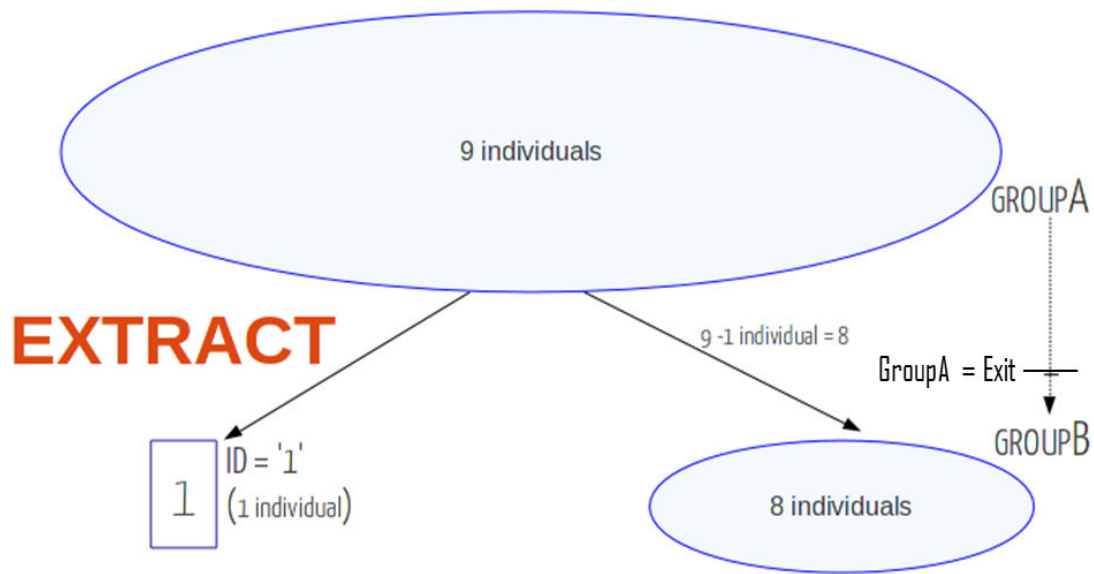 9 individuals
GROUPA
EXTRACT
9 -1 individual = 8
GroupA = Exit
GROUPB
1
ID = '1'
(1 individual)
8 individuals